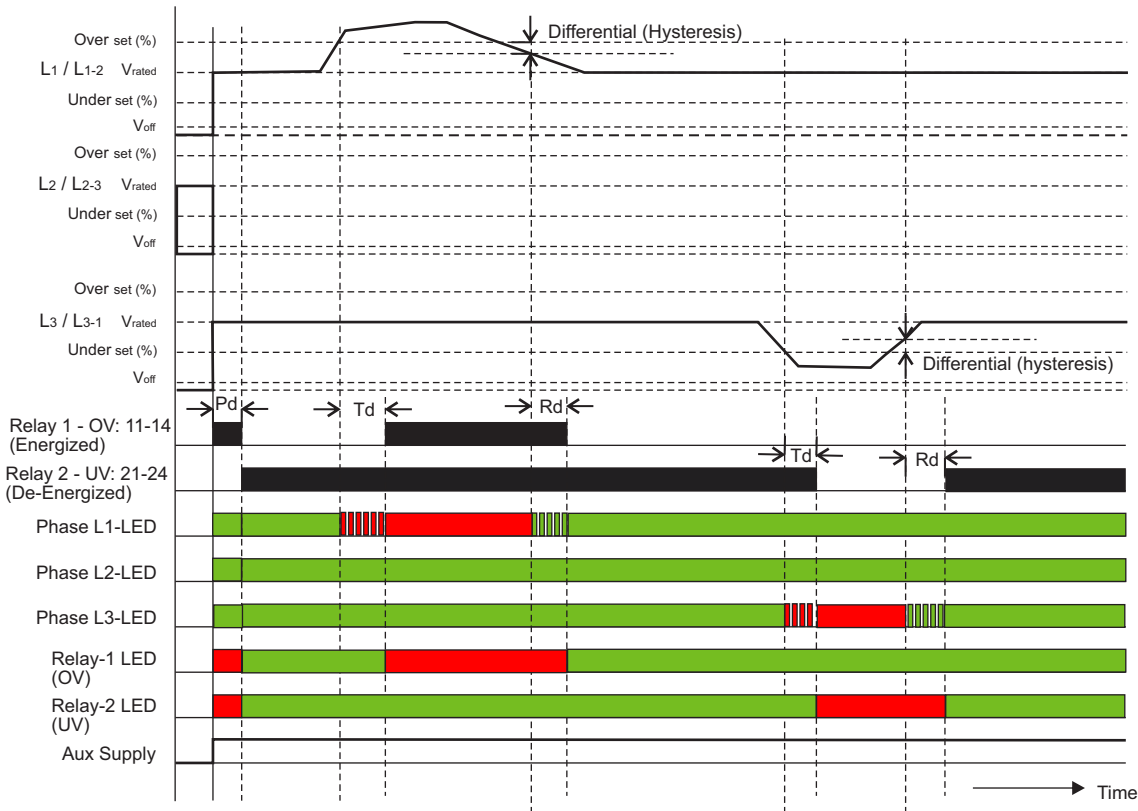 Differential (Hysteresis)
Over set (%)
L1 / L1-2 Vrated
Under set (%)
Voff
Over set (%)
L2 / L2-3 Vrated
Under set (%)
Voff
Over set (%)
L3 / L3-1 Vrated
Under set (%)
Voff
Differential (hysteresis)
Pd Td Rd
Relay 1 - OV: 11-14
(Energized)
Td Rd
Relay 2 - UV: 21-24
(De-Energized)
Phase L1-LED
Phase L2-LED
Phase L3-LED
Relay-1 LED
(OV)
Relay-2 LED
(UV)
Aux Supply
Time